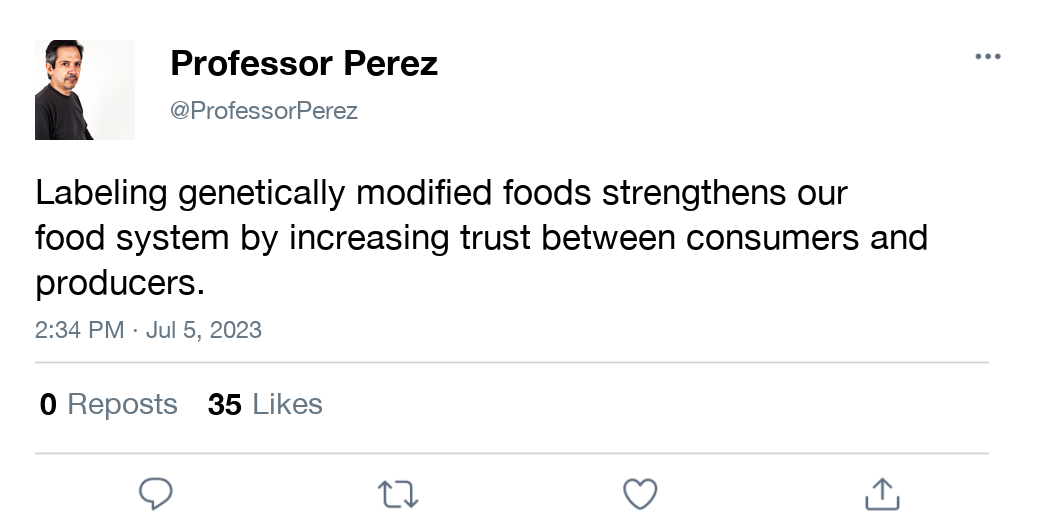 Professor Perez
@ProfessorPerez
Labeling genetically modified foods strengthens our
food system by increasing trust between consumers and
producers.
2:34 PM · Jul 5, 2023
0 Reposts 35 Likes